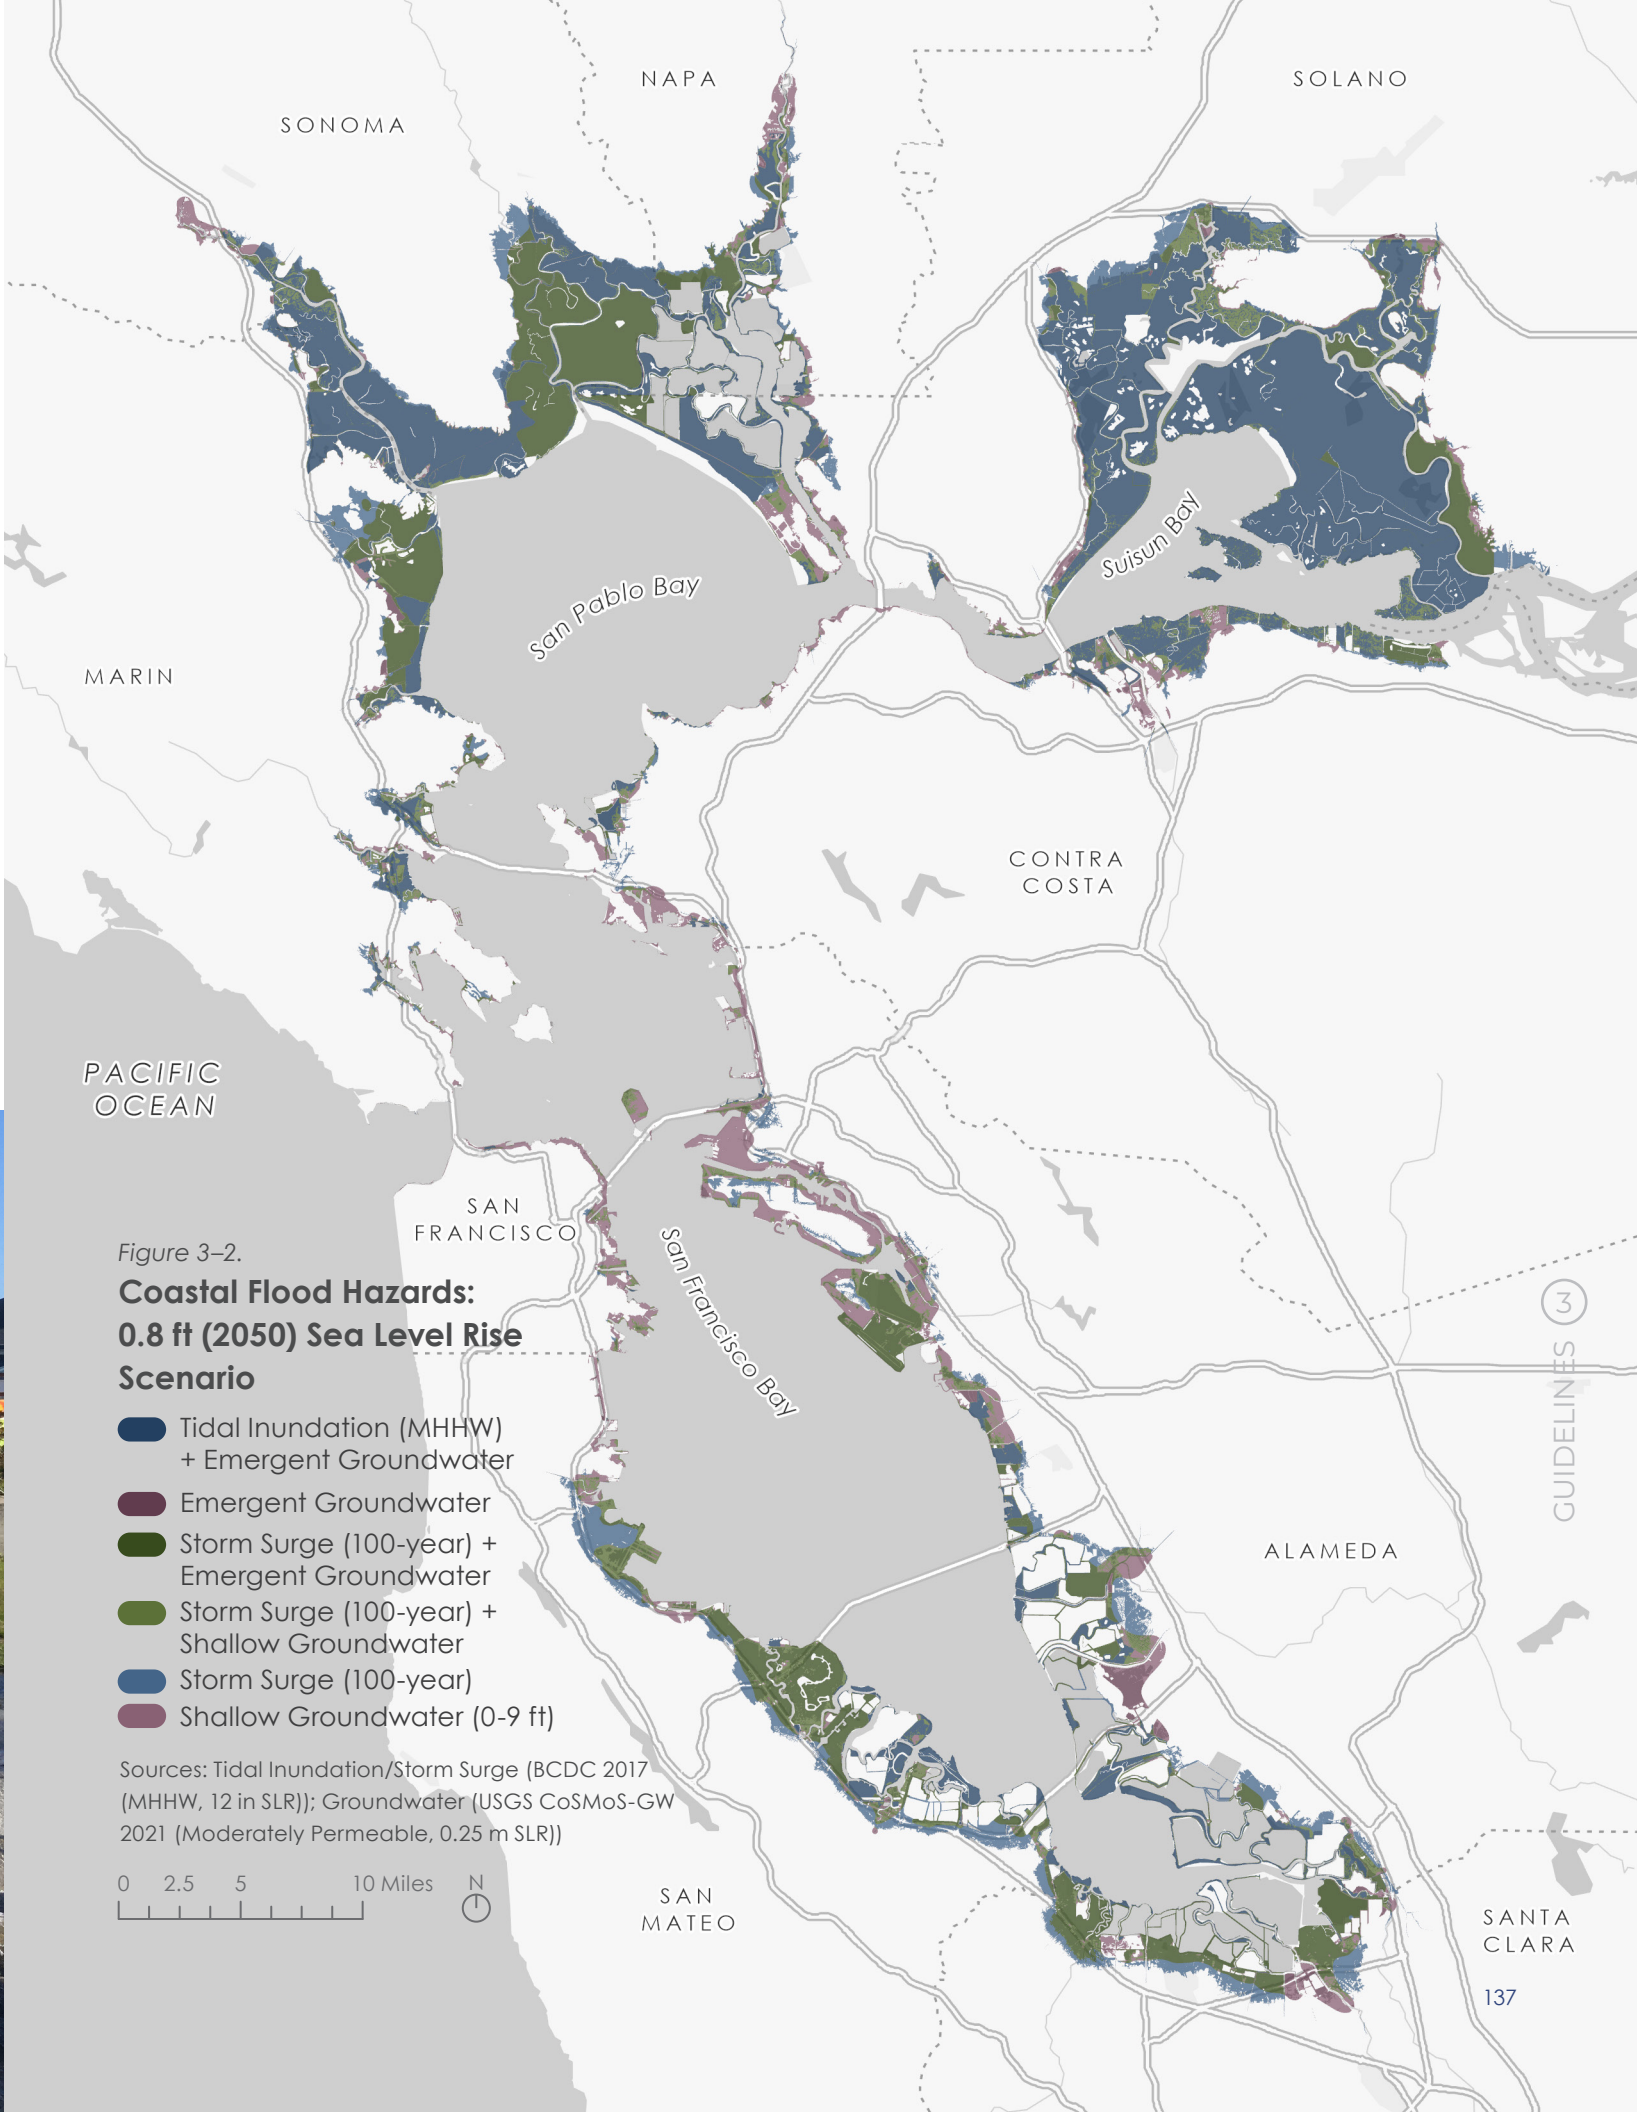 NAPA
SOLANO
SONOMA
Suisun Bay
San Pablo Bay
MARIN
CONTRA
COSTA
PACIFIC
OCEAN
SAN
FRANCISCO
San Francisco Bay
Figure 3–2.
Coastal Flood Hazards:
0.8 ft (2050) Sea Level Rise
Scenario
Tidal Inundation (MHHW)
+ Emergent Groundwater
Emergent Groundwater
Storm Surge (100-year) +
Emergent Groundwater
Storm Surge (100-year) +
Shallow Groundwater
Storm Surge (100-year)
Shallow Groundwater (0-9 ft)
Sources: Tidal Inundation/Storm Surge (BCDC 2017
(MHHW, 12 in SLR)); Groundwater (USGS CoSMoS-GW
2021 (Moderately Permeable, 0.25 m SLR))
0 2.5 5 10 Miles N
ALAMEDA
SAN
MATEO
SANTA
CLARA
GUIDELINES 3
137